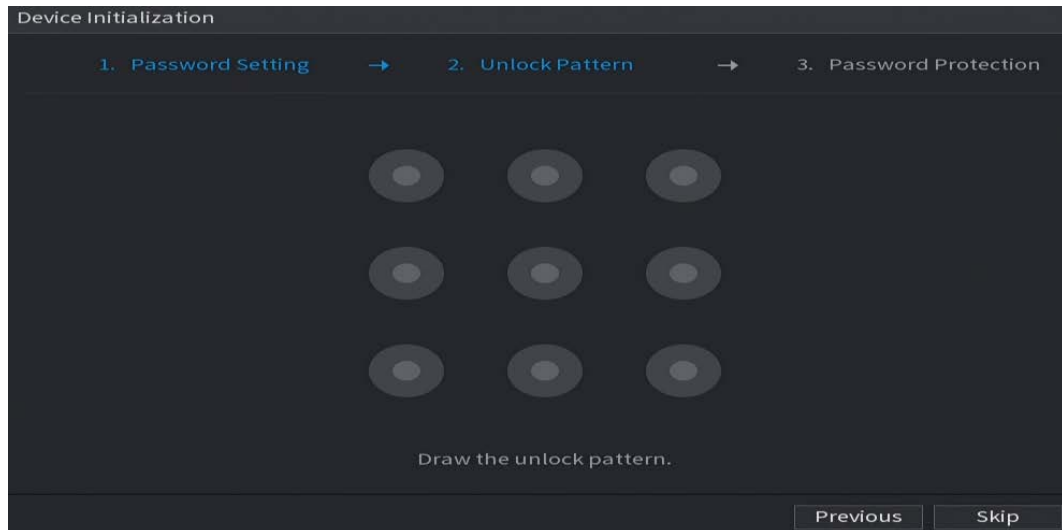 Device Initialization
1. Password Setting → 2. Unlock Pattern → 3. Password Protection
Draw the unlock pattern.
Previous Skip